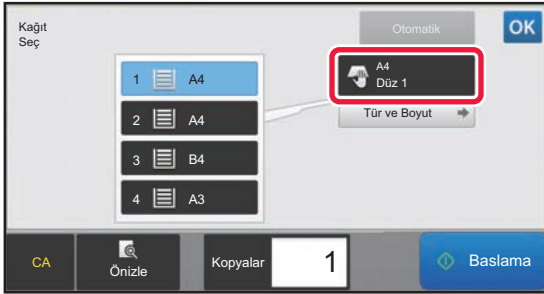 Kağıt
Seç
Otomatik
OK
1 A4
2 A4
3 B4
4 A3
A4
Düz 1
Tür ve Boyut
CA
Önizle
Kopyalar
1
Baslama